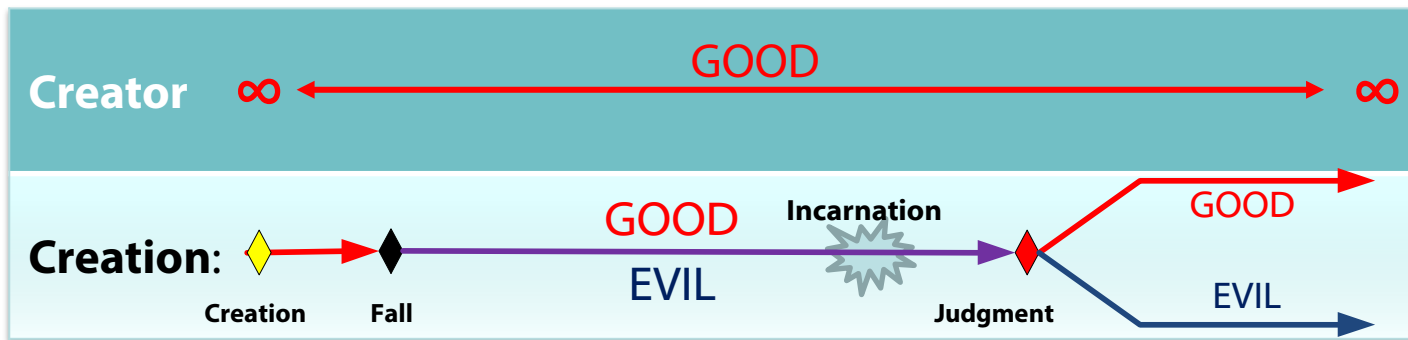 GOOD
Creator ∞ ∞
GOOD Incarnation GOOD
Creation:
EVIL EVIL
Creation Fall Judgment